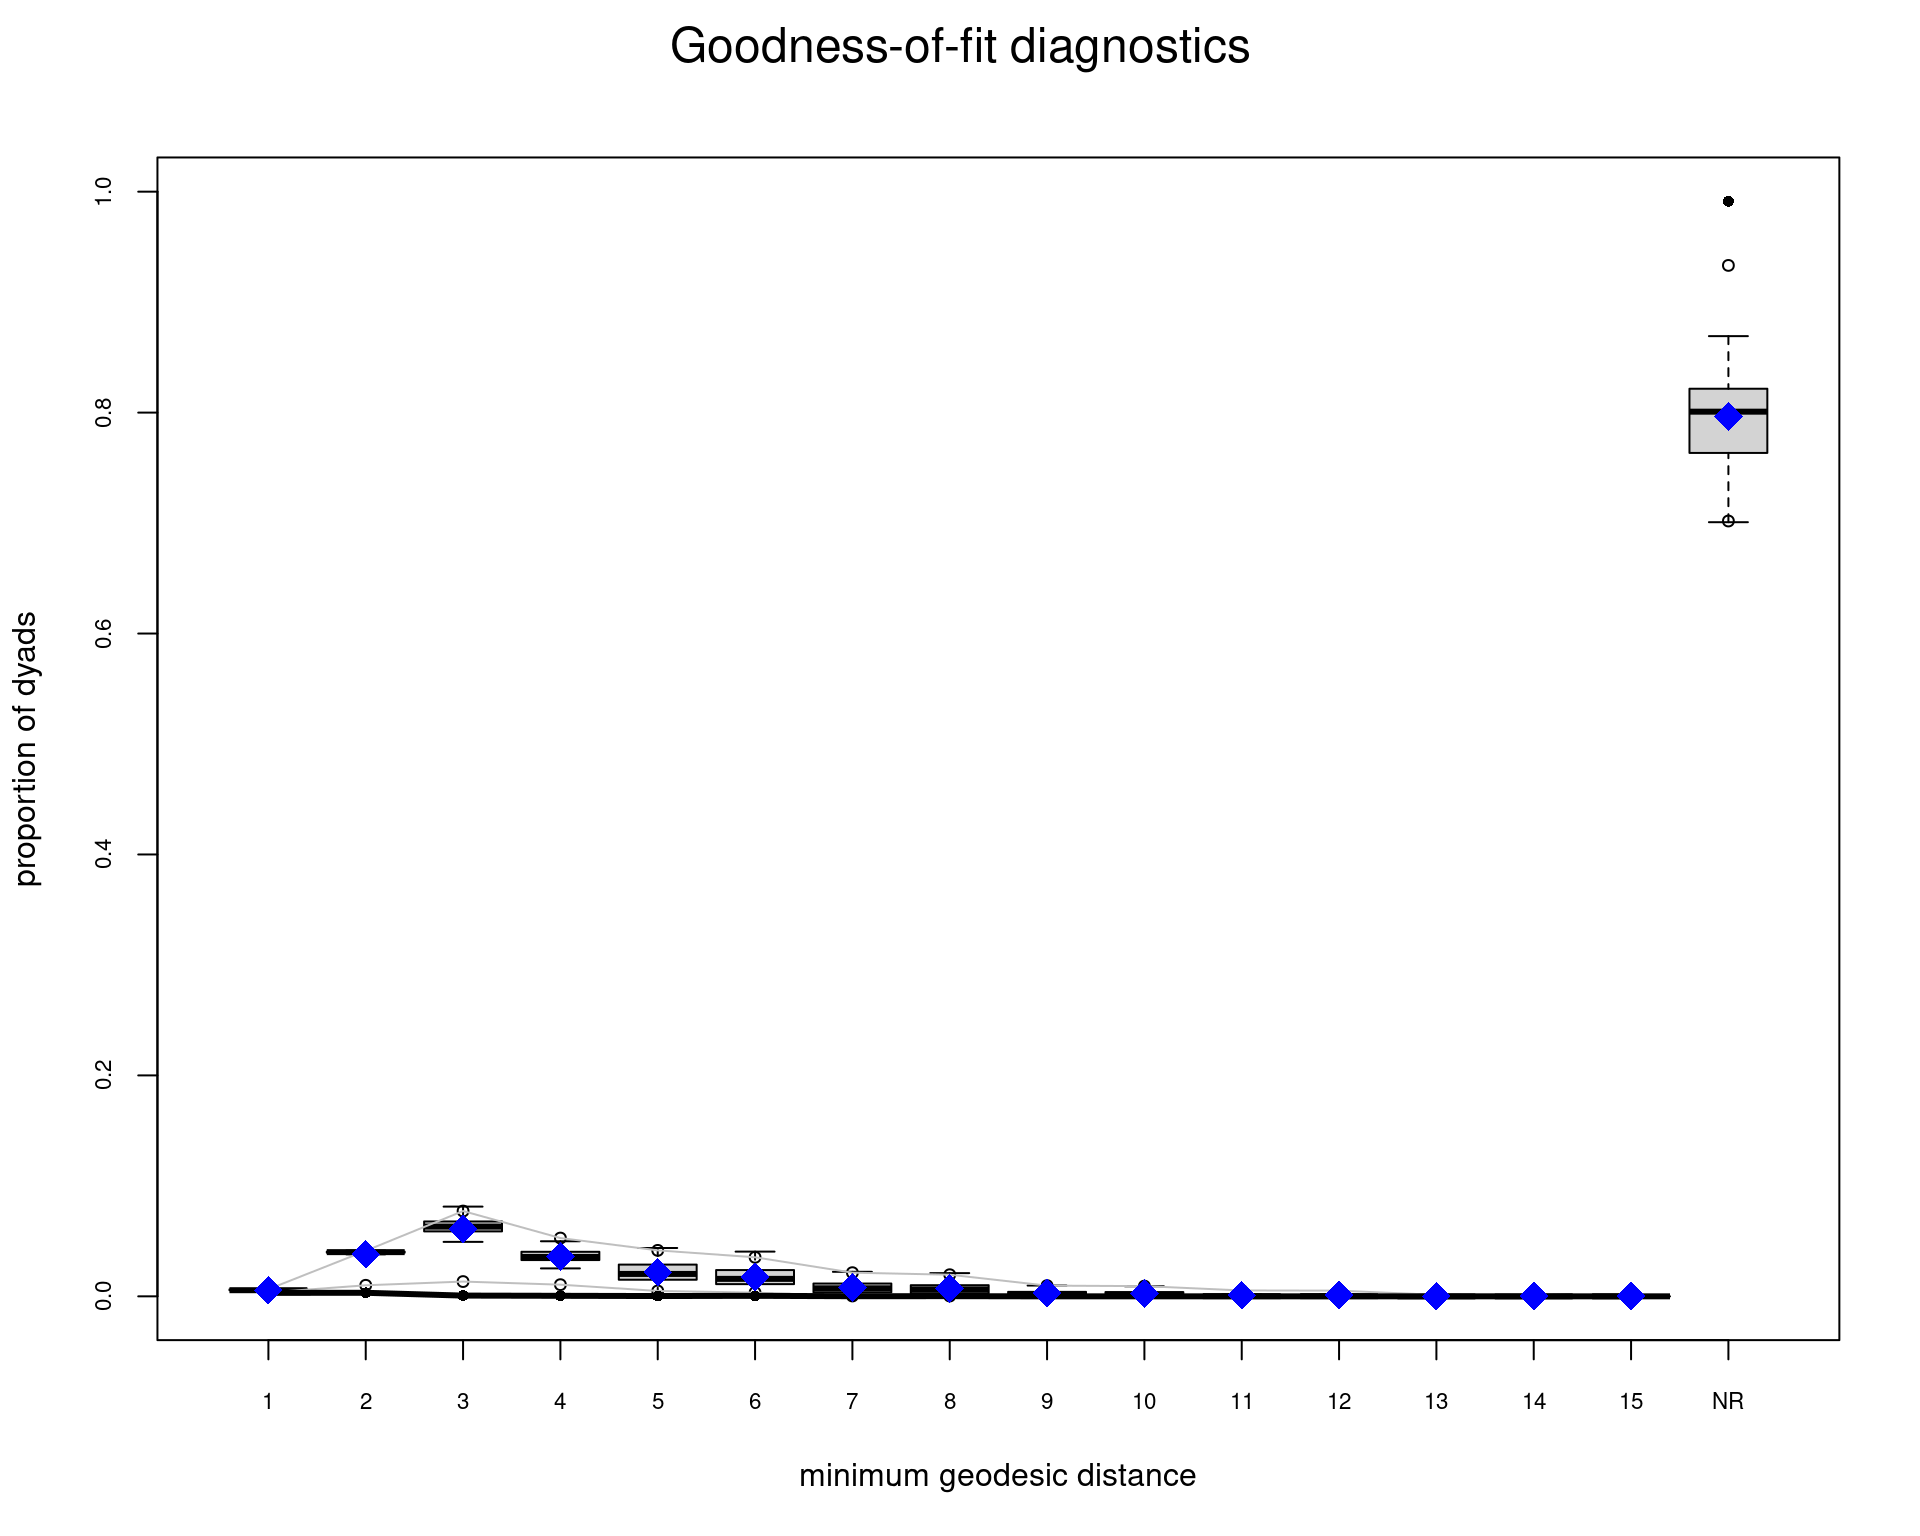 Goodness-of-fit diagnostics
1.0
0.8
0.6
0.4
0.2
0.0
proportion of dyads
1 2 3 4 5 6 7 8 9 10 11 12 13 14 15 NR
minimum geodesic distance